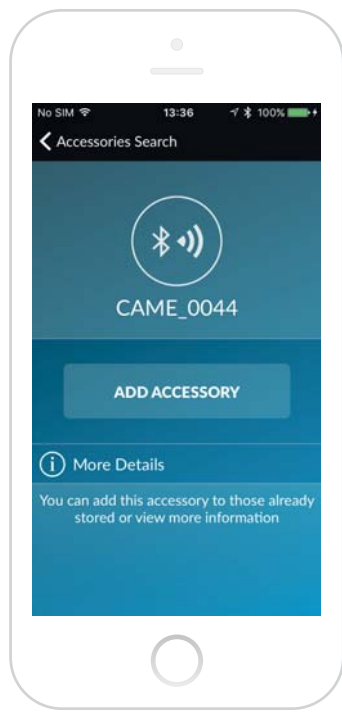 No SIM 13:36 100%
Accessories Search
CAME_0044
ADD ACCESSORY
More Details
You can add this accessory to those already
stored or view more information